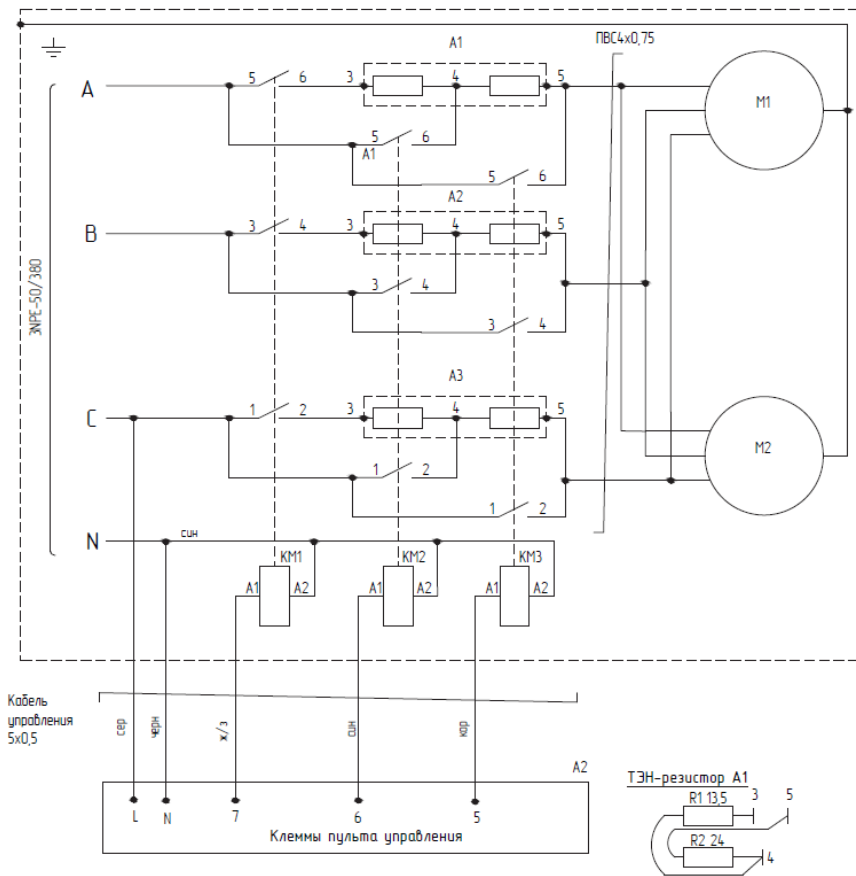 A1
ПВС4х0,75
A
5
6
3
4
5
M1
5
6
A1
5
6
A2
B
3
4
3
4
5
3NPE-50/380
3
4
3
4
A3
C
1
2
3
4
5
M2
1
2
1
2
N
син
KM1
KM2
KM3
A1
A2
A1
A2
A1
A2
Кабель
управления
5х0,5
сер
черн
ж/з
син
кор
A2
L
N
7
6
5
Клеммы пульта управления
ТЭН-резистор A1
R1 13,5
3
5
R2 24
4